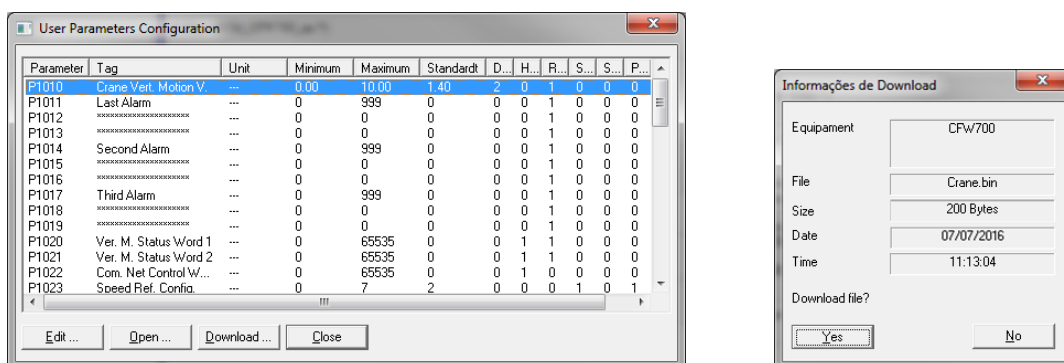 User Parameters Configuration
Parameter Tag Unit Minimum Maximum Standardt D... H... R... S... S... P...
P1010 Crane Vert. Motion V. --- 0.00 10.00 1.40 2 0 1 0 0 0
P1011 Last Alarm --- 0 999 0 0 0 1 0 0 0
P1012 ******************** --- 0 0 0 0 0 1 0 0 0
P1013 ******************** --- 0 0 0 0 0 1 0 0 0
P1014 Second Alarm --- 0 999 0 0 0 1 0 0 0
P1015 ******************** --- 0 0 0 0 0 1 0 0 0
P1016 ******************** --- 0 0 0 0 0 1 0 0 0
P1017 Third Alarm --- 0 999 0 0 0 1 0 0 0
P1018 ******************** --- 0 0 0 0 0 1 0 0 0
P1019 ******************** --- 0 0 0 0 0 1 0 0 0
P1020 Ver. M. Status Word 1 --- 0 65535 0 0 1 1 0 0 0
P1021 Ver. M. Status Word 2 --- 0 65535 0 0 1 1 0 0 0
P1022 Com. Net Control W... --- 0 65535 0 0 1 0 0 0 0
P1023 Speed Ref. Config. --- 0 7 2 0 0 0 1 0 1
Edit ... Open ... Download ... Close
Informações de Download
Equipament CFW700
File Crane.bin
Size 200 Bytes
Date 07/07/2016
Time 11:13:04
Download file?
Yes No